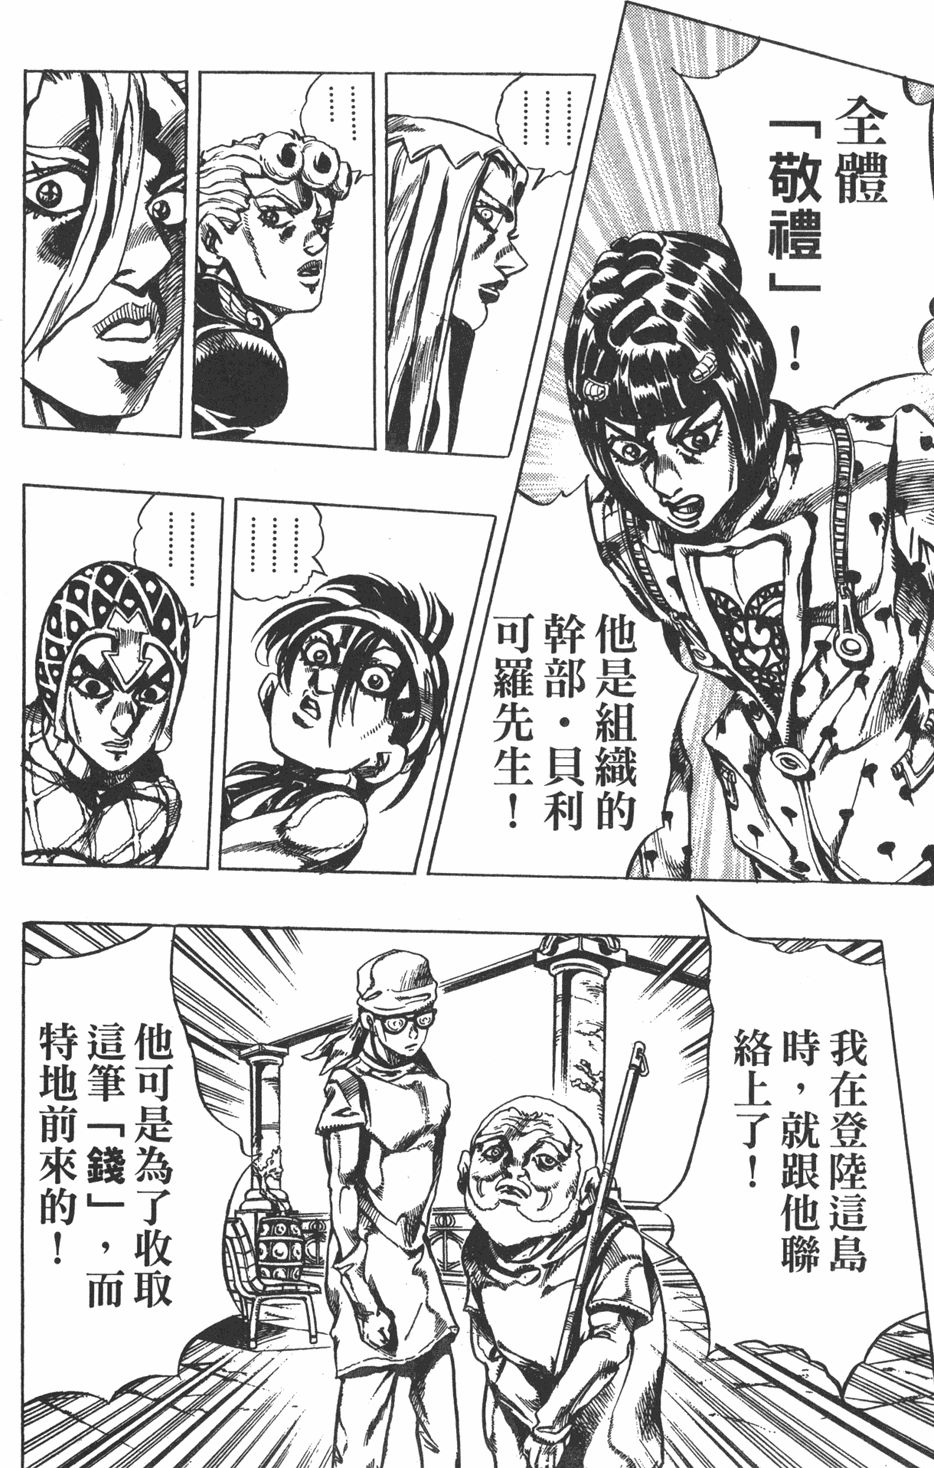 全體
「敬禮」！
他是組織的
幹部・貝利
可羅先生！
………
………
………
………
………
………
………
………
我在登陸這島
時，就跟他聯
絡上了！
他可是為了收取
這筆「錢」，而
特地前來的！